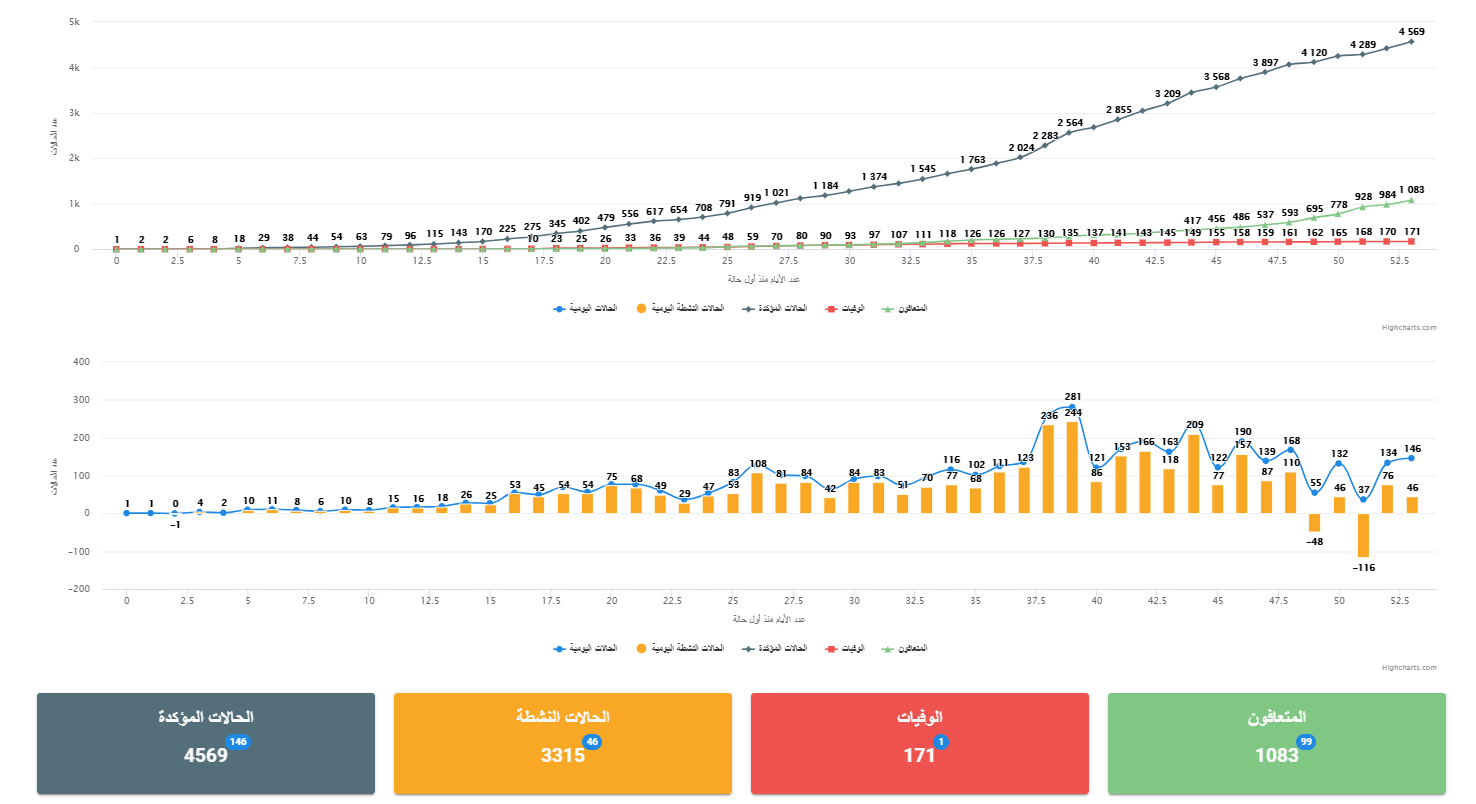 5k
4k
3k
2k
1k
0
عدد الحالات
4 569
4 289
4 120
3 897
3 568
3 209
2 855
2 564
2 283
2 024
1 763
1 545
1 374
1 184
919 1 021
1 2 2 6 8 18 29 38 44 54 63 79 96 115 143 170 225 275 345 402 479 556 617 654 708 791
417 456 486 537 593 695 778 928 984 1 083
10 23 25 26 33 36 39 44 48 59 70 80 90 93 97 107 111 118 126 126 127 130 135 137 141 143 145 149 155 158 159 161 162 165 168 170 171
0 2.5 5 7.5 10 12.5 15 17.5 20 22.5 25 27.5 30 32.5 35 37.5 40 42.5 45 47.5 50 52.5
عدد الأيام منذ أول حالة
الحالات اليومية الحالات النشطة اليومية الحالات المؤكدة الوفيات المتعافون
Highcharts.com
400
300
200
100
0
-100
-200
عدد الحالات
1 1 0 4 2 10 11 8 6 10 8 15 16 18 26 25 53 45 54 54 75 68 49 29 47 83 108 81 84 42 84 83 51 70 116 102 111 123 236 281 121 153 166 163 209 122 190 139 168 55 132 37 134 146
-1 53 77 68 244 86 118 77 157 87 110 -48 46 -116 76 46
0 2.5 5 7.5 10 12.5 15 17.5 20 22.5 25 27.5 30 32.5 35 37.5 40 42.5 45 47.5 50 52.5
عدد الأيام منذ أول حالة
الحالات اليومية الحالات النشطة اليومية الحالات المؤكدة الوفيات المتعافون
Highcharts.com
الحالات المؤكدة
4569 146
الحالات النشطة
3315 46
الوفيات
171 1
المتعافون
1083 99